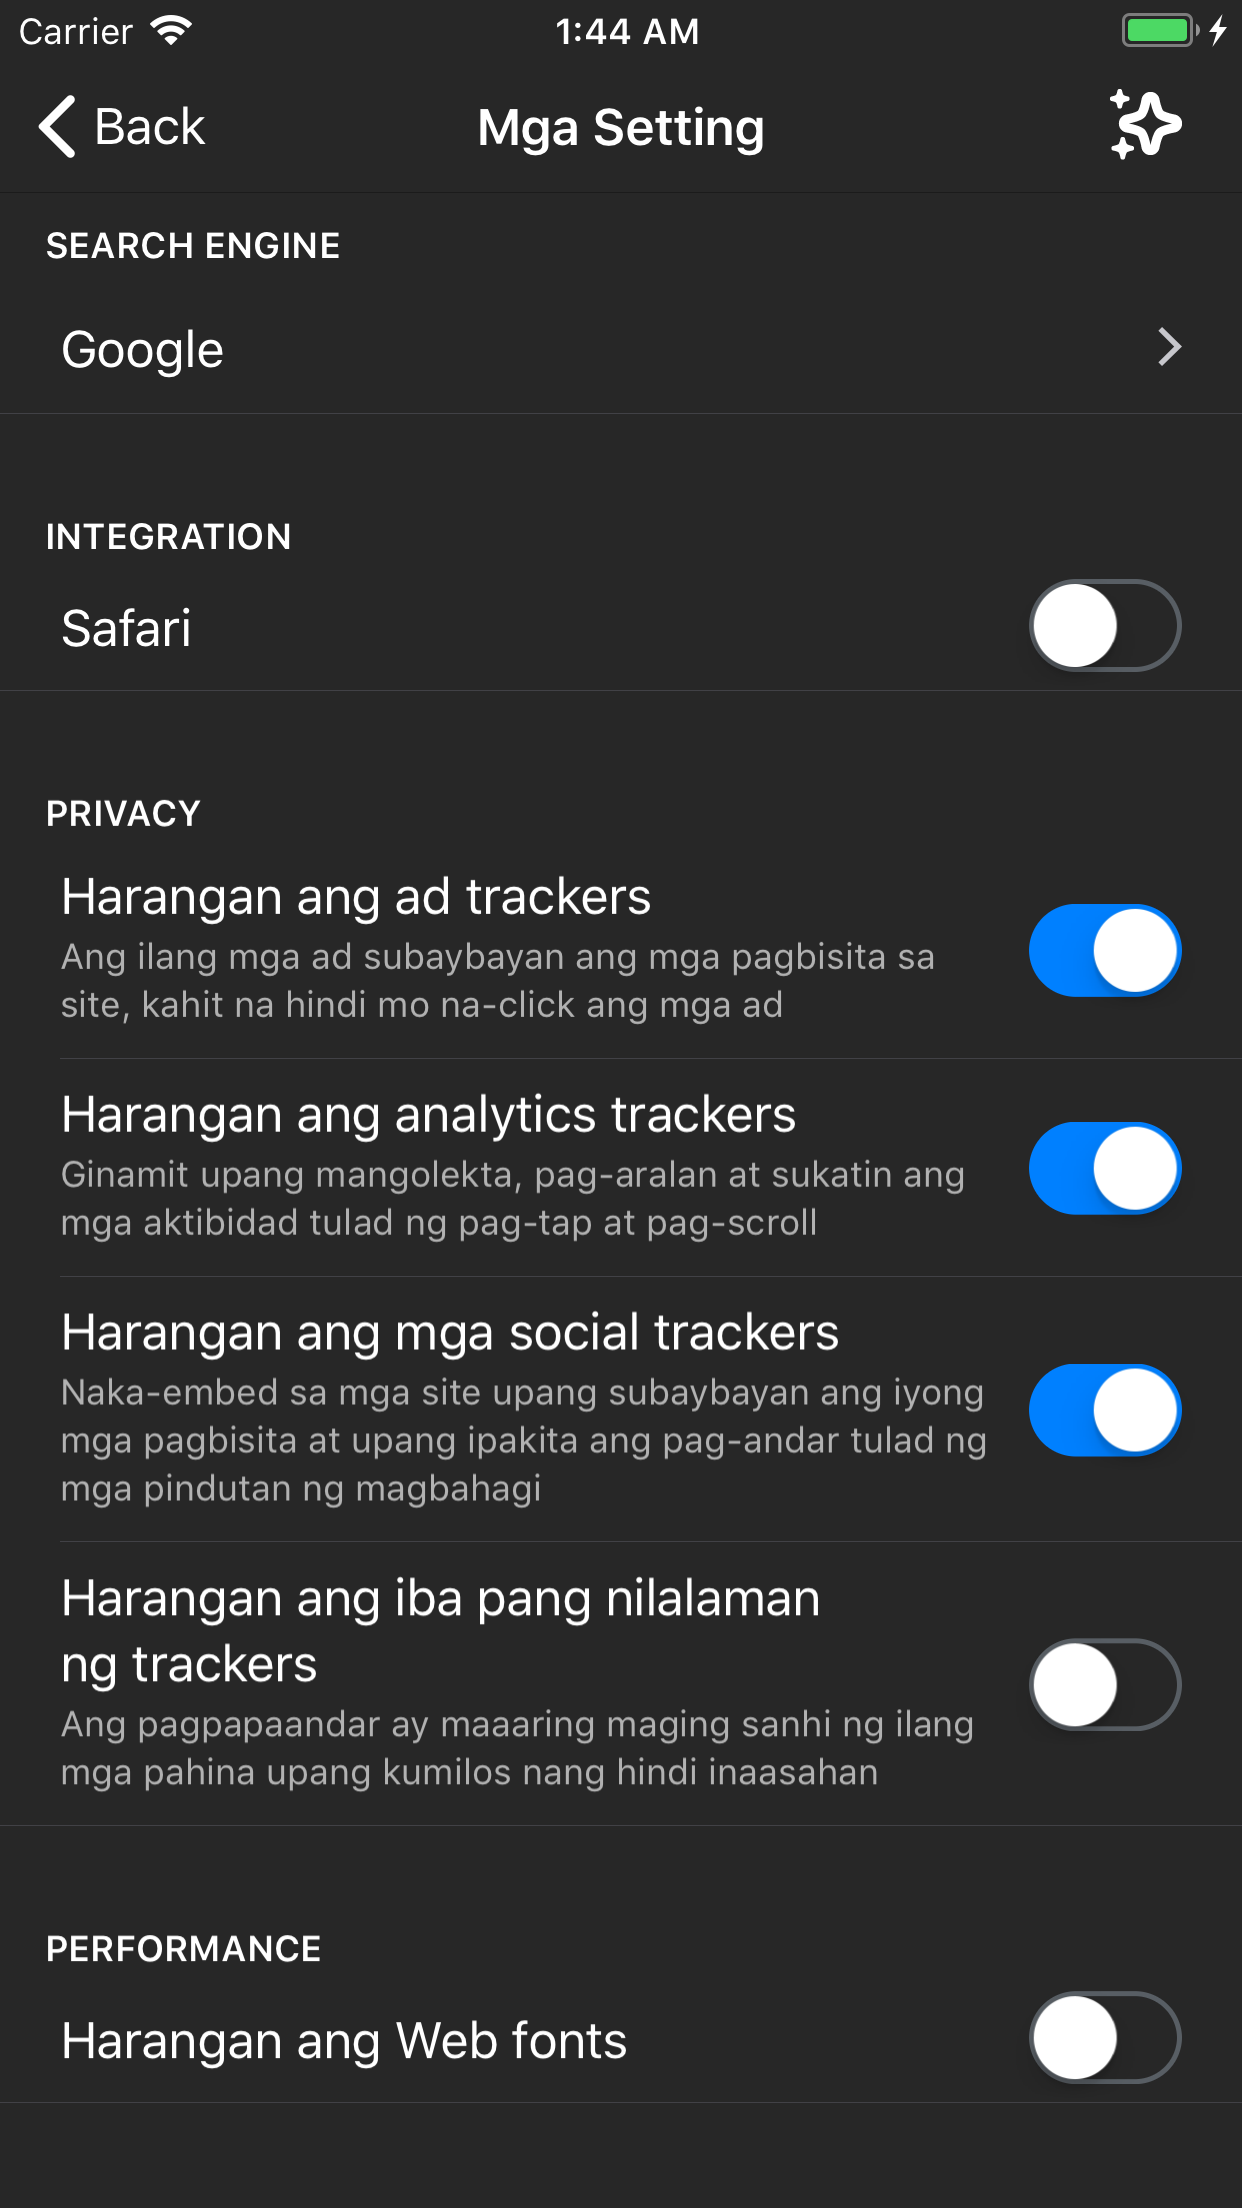 Carrier
1:44 AM
Back
Mga Setting
SEARCH ENGINE
Google
INTEGRATION
Safari
PRIVACY
Harangan ang ad trackers
Ang ilang mga ad subaybayan ang mga pagbisita sa
site, kahit na hindi mo na-click ang mga ad
Harangan ang analytics trackers
Ginamit upang mangolekta, pag-aralan at sukatin ang
mga aktibidad tulad ng pag-tap at pag-scroll
Harangan ang mga social trackers
Naka-embed sa mga site upang subaybayan ang iyong
mga pagbisita at upang ipakita ang pag-andar tulad ng
mga pindutan ng magbahagi
Harangan ang iba pang nilalaman
ng trackers
Ang pagpapaandar ay maaaring maging sanhi ng ilang
mga pahina upang kumilos nang hindi inaasahan
PERFORMANCE
Harangan ang Web fonts